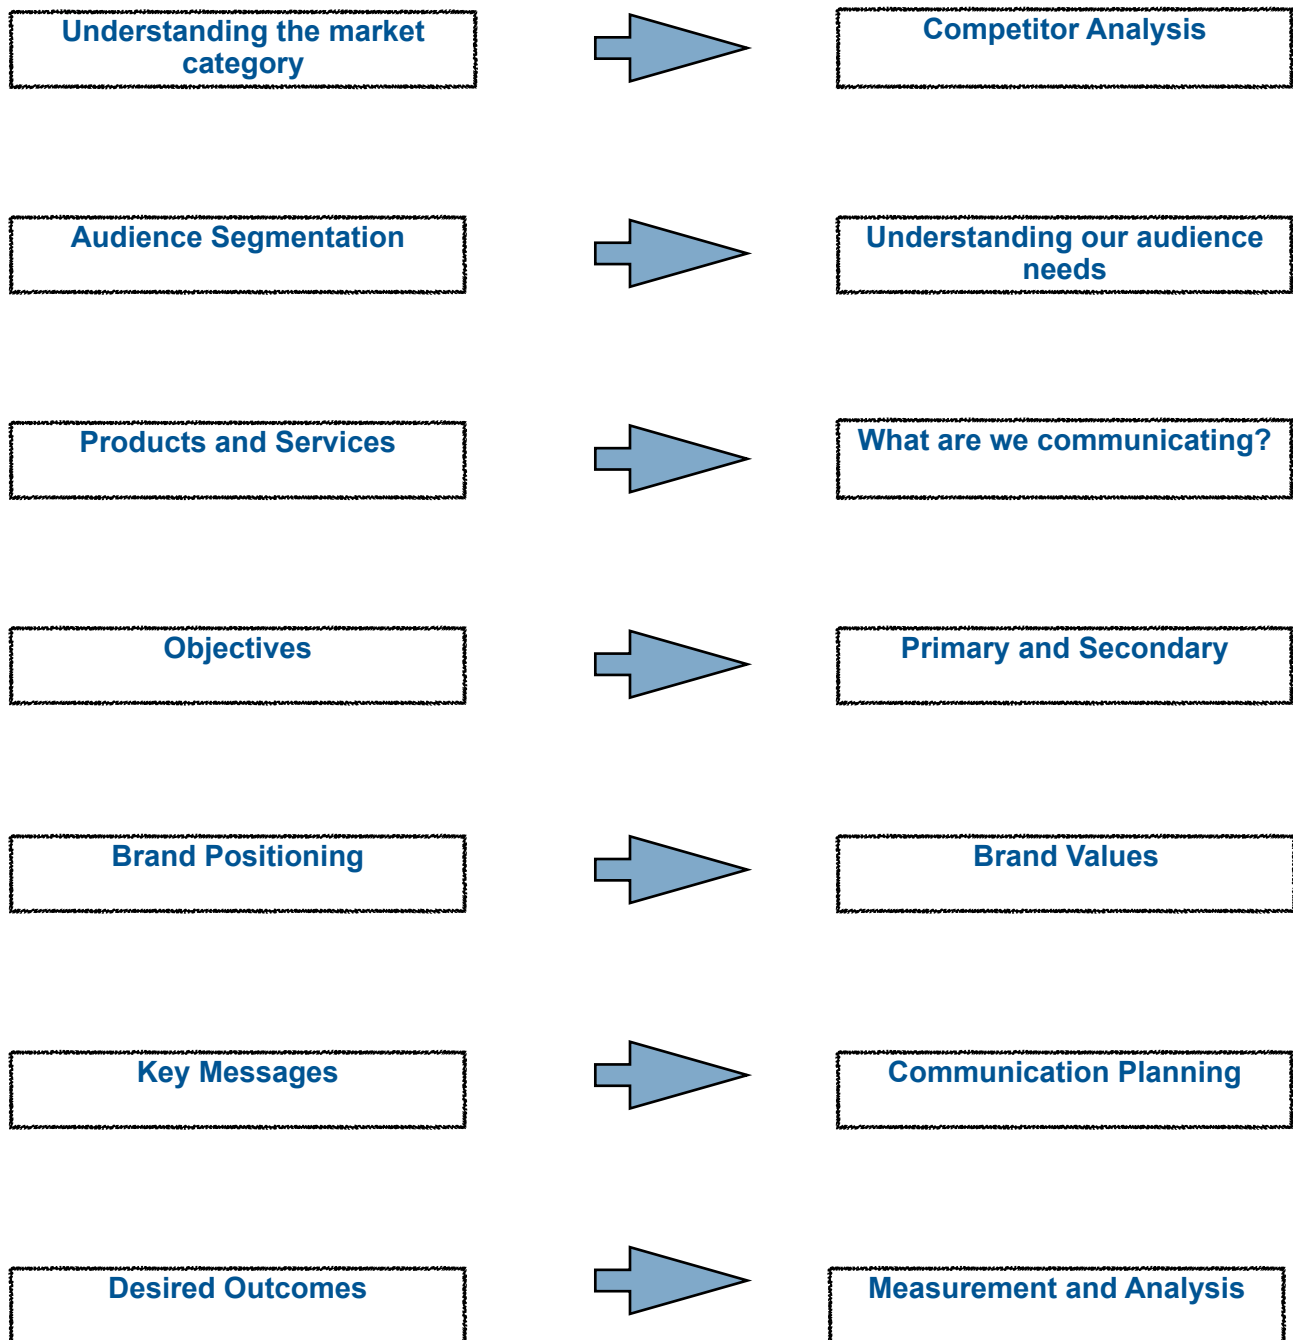 Understanding the market
category
Competitor Analysis
Audience Segmentation
Understanding our audience
needs
Products and Services
What are we communicating?
Objectives
Primary and Secondary
Brand Positioning
Brand Values
Key Messages
Communication Planning
Desired Outcomes
Measurement and Analysis